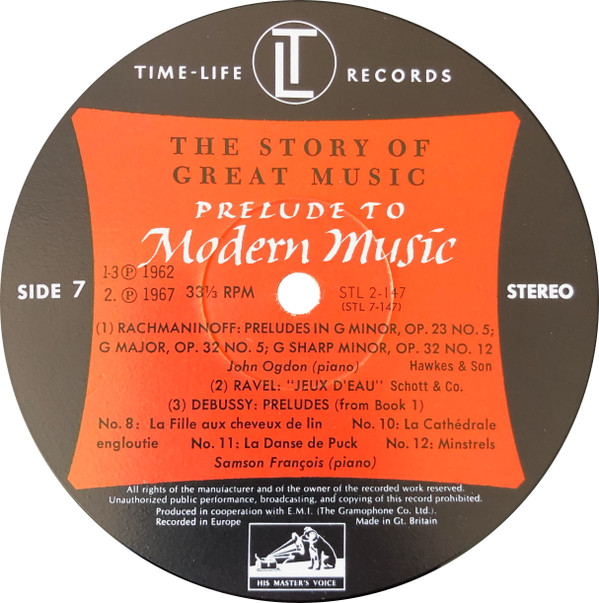 TL
TIME-LIFE RECORDS
THE STORY OF
GREAT MUSIC
PRELUDE TO
Modern Music
1-3 Ⓟ 1962
SIDE 7 2. Ⓟ 1967 33⅓ RPM STL 2-147 STEREO
(STL 7-147)
(1) RACHMANINOFF: PRELUDES IN G MINOR, OP. 23 NO. 5;
G MAJOR, OP. 32 NO. 5; G SHARP MINOR, OP. 32 NO. 12
John Ogdon (piano) Hawkes & Son
(2) RAVEL: "JEUX D'EAU" Schott & Co.
(3) DEBUSSY: PRELUDES (from Book 1)
No. 8: La Fille aux cheveux de lin No. 10: La Cathédrale
engloutie No. 11: La Danse de Puck No. 12: Minstrels
Samson François (piano)
All rights of the manufacturer and of the owner of the recorded work reserved.
Unauthorized public performance, broadcasting, and copying of this record prohibited.
Produced in cooperation with E.M.I. (The Gramophone Co. Ltd.).
Recorded in Europe Made in Gt. Britain
HIS MASTER'S VOICE